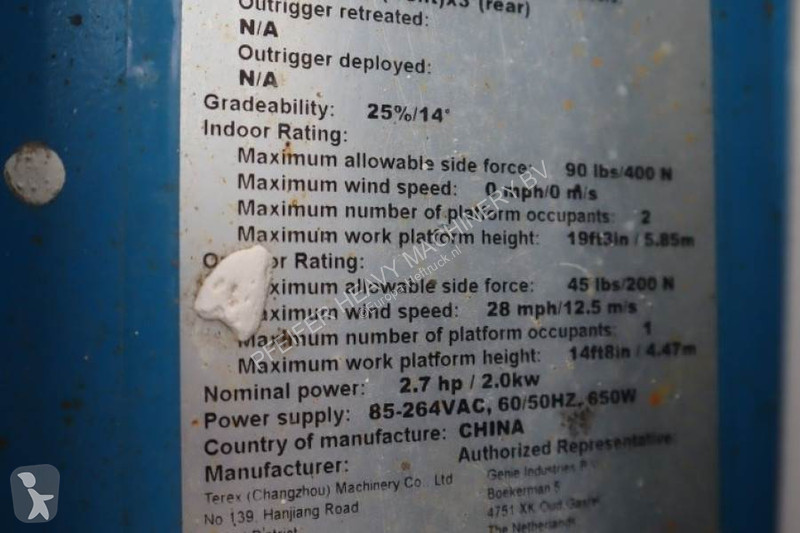 x3 (rear)
Outrigger retreated:
N/A
Outrigger deployed:
N/A
Gradeability: 25%/14°
Indoor Rating:
Maximum allowable side force: 90 lbs/400 N
Maximum wind speed: 0 mph/0 m/s
Maximum number of platform occupants: 2
Maximum work platform height: 19ft3in / 5.85m
Rating:
allowable side force: 45 lbs/200 N
wind speed: 28 mph/12.5 m/s
Maximum number of platform occupants: 1
Maximum work platform height: 14ft8in / 4.47m
Nominal power: 2.7 hp / 2.0kw
Power supply: 85-264VAC, 60/50HZ, 650W
Country of manufacture: CHINA
Manufacturer: Authorized Representative:
Terex (Changzhou) Machinery Co., Ltd
Genie Industries B.V.
No 139, Hanjiang Road
Boekerman 5
4751 XK Oud Gastel
The Netherlands
PFEIFER HEAVY MACHINERY BV